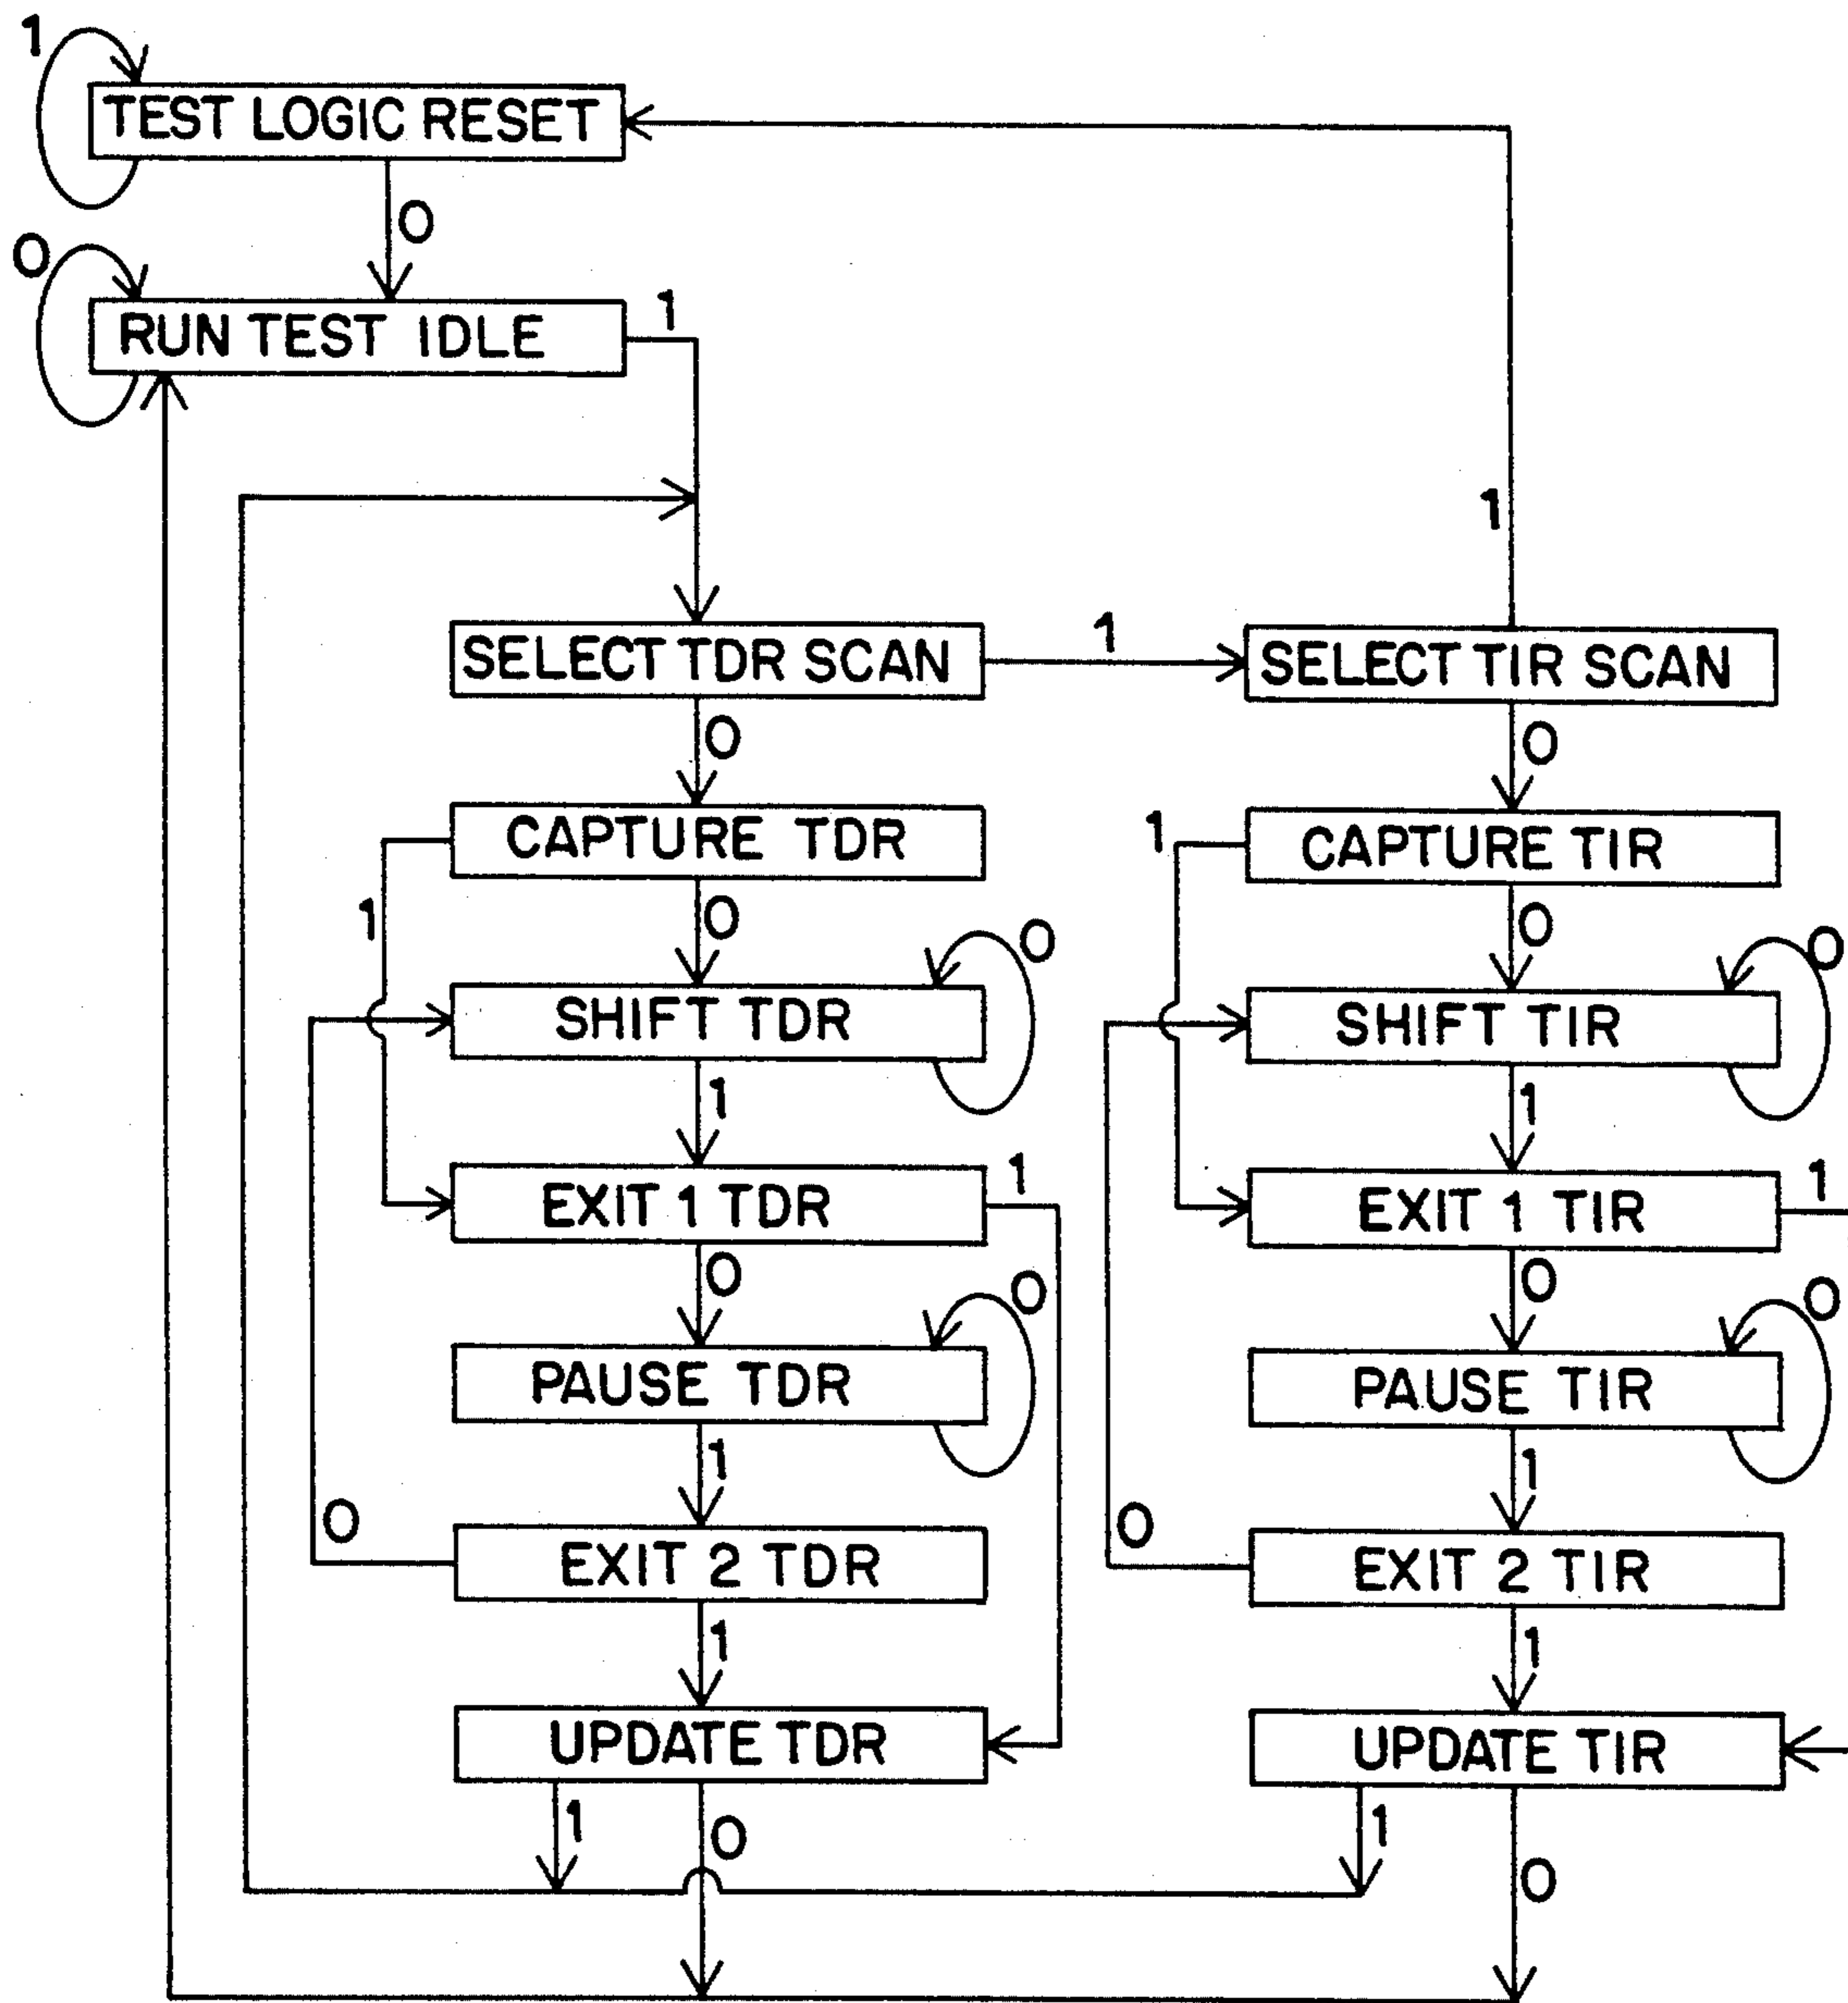 1
TEST LOGIC RESET
0
0
RUN TEST IDLE
1
1
SELECT TDR SCAN
1
SELECT TIR SCAN
0
0
CAPTURE TDR
1
CAPTURE TIR
1
0
0
0
0
SHIFT TDR
SHIFT TIR
1
1
EXIT 1 TDR
1
EXIT 1 TIR
1
0
0
0
0
PAUSE TDR
PAUSE TIR
1
1
0
0
EXIT 2 TDR
EXIT 2 TIR
1
1
UPDATE TDR
UPDATE TIR
1
0
1
0